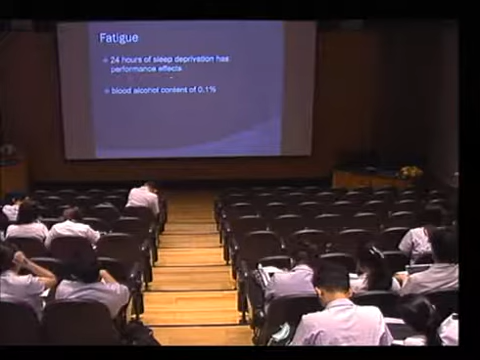 Fatigue
24 hours of sleep deprivation has
performance effects
blood alcohol content of 0.1%